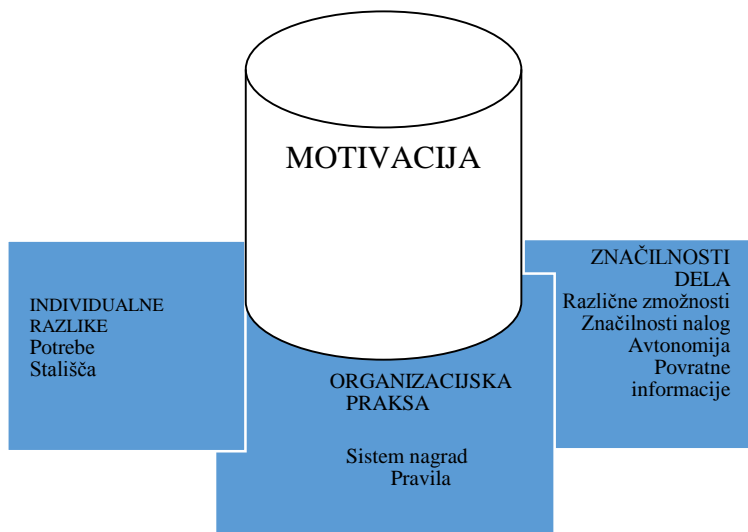 MOTIVACIJA
INDIVIDUALNE
RAZLIKE
Potrebe
Stališča
ORGANIZACIJSKA
PRAKSA
Sistem nagrad
Pravila
ZNAČILNOSTI
DELA
Različne zmožnosti
Značilnosti nalog
Avtonomija
Povratne
informacije